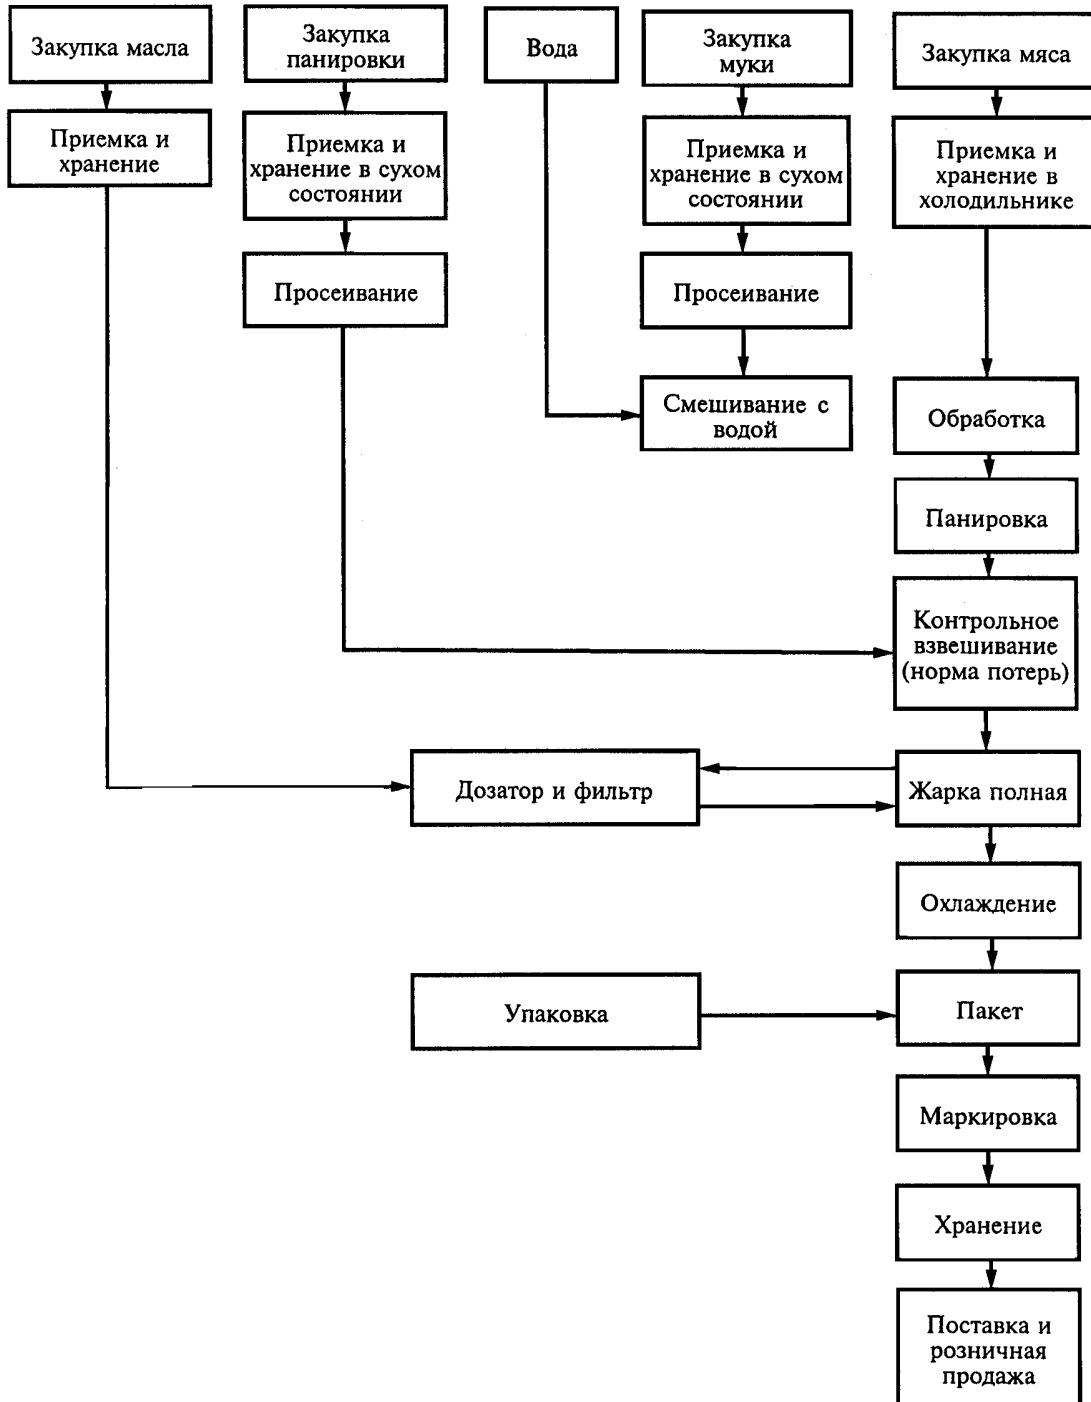 Закупка масла
Закупка
панировки
Вода
Закупка
муки
Закупка мяса
Приемка и
хранение
Приемка и
хранение в сухом
состоянии
Приемка и
хранение в сухом
состоянии
Приемка и
хранение в
холодильнике
Просеивание
Просеивание
Смешивание с
водой
Обработка
Панировка
Контрольное
взвешивание
(норма потерь)
Дозатор и фильтр
Жарка полная
Охлаждение
Упаковка
Пакет
Маркировка
Хранение
Поставка и
розничная
продажа